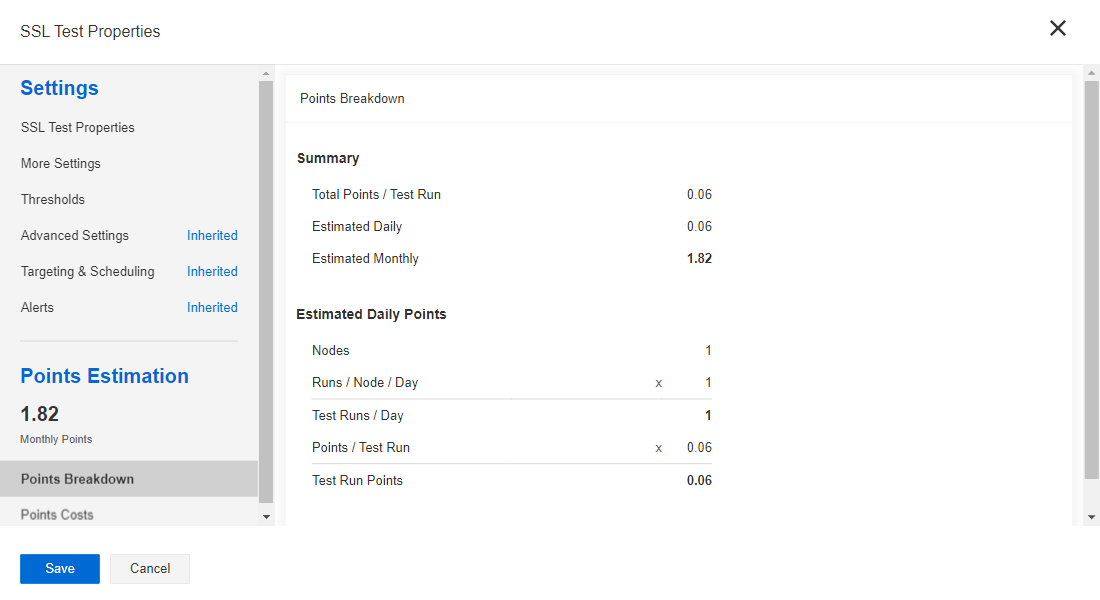 SSL Test Properties
Settings
SSL Test Properties
More Settings
Thresholds
Advanced Settings Inherited
Targeting & Scheduling Inherited
Alerts Inherited
Points Estimation
1.82
Monthly Points
Points Breakdown
Points Costs
Points Breakdown
Summary
Total Points / Test Run 0.06
Estimated Daily 0.06
Estimated Monthly 1.82
Estimated Daily Points
Nodes 1
Runs / Node / Day x 1
Test Runs / Day 1
Points / Test Run x 0.06
Test Run Points 0.06
Save Cancel